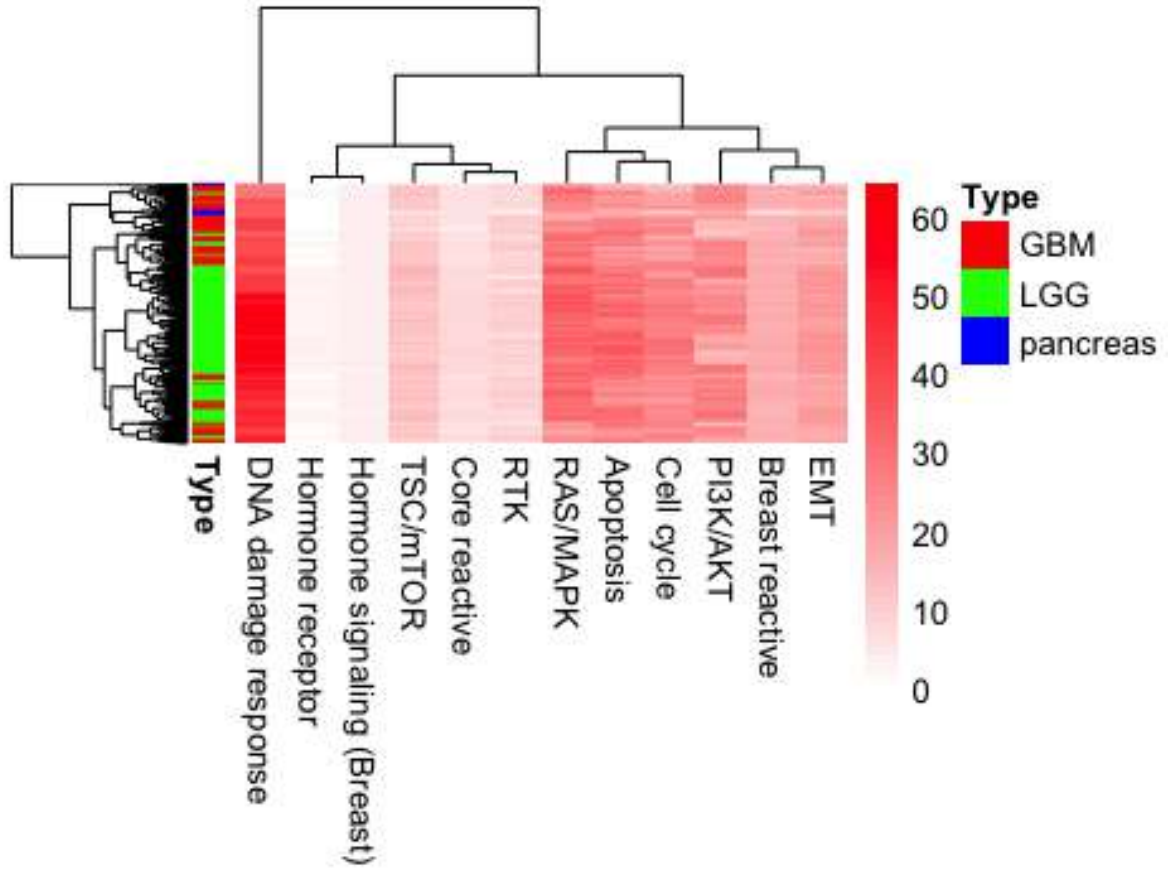 Type
DNA damage response
Hormone receptor
Hormone signaling (Breast)
TSC/mTOR
Core reactive
RTK
RAS/MAPK
Apoptosis
Cell cycle
PI3K/AKT
Breast reactive
EMT
60
50
40
30
20
10
0
Type
GBM
LGG
pancreas